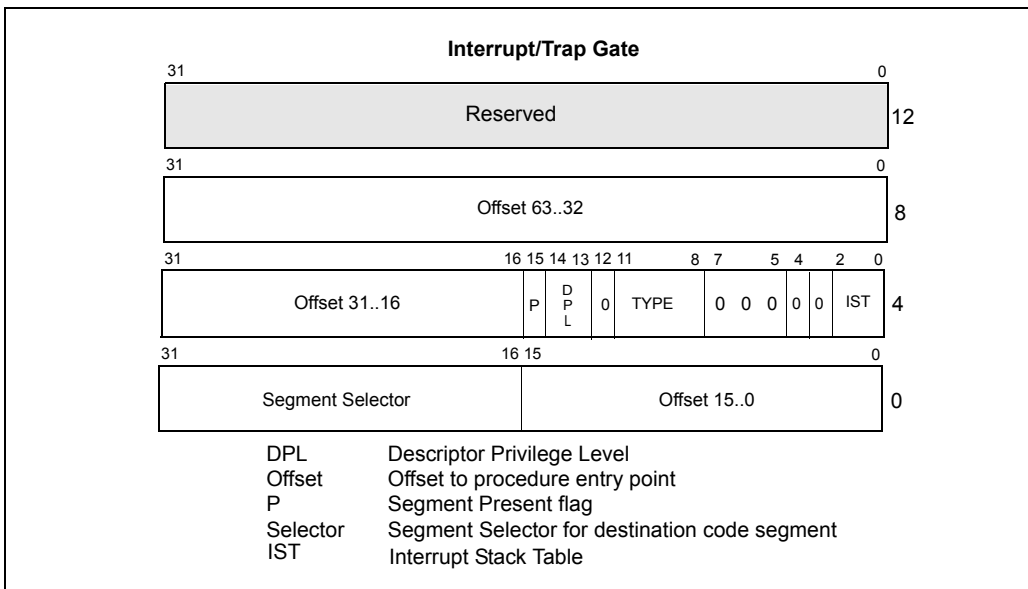 Interrupt/Trap Gate
31 0
Reserved 12
31 0
Offset 63..32 8
31 16 15 14 13 12 11 8 7 5 4 2 0
Offset 31..16 P DPL 0 TYPE 0 0 0 0 0 IST 4
31 16 15 0
Segment Selector Offset 15..0 0
DPL Descriptor Privilege Level
Offset Offset to procedure entry point
P Segment Present flag
Selector Segment Selector for destination code segment
IST Interrupt Stack Table